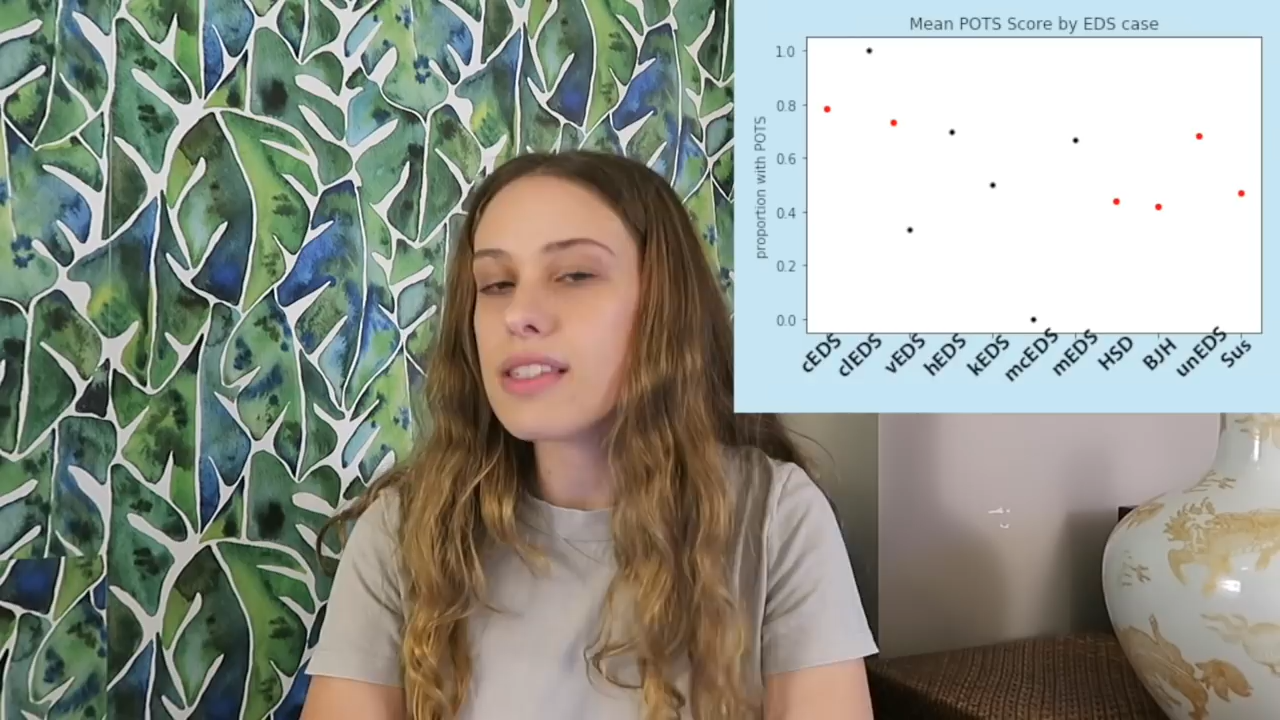 Mean POTS Score by EDS case
proportion with POTS
1.0
0.8
0.6
0.4
0.2
0.0
cEDS
clEDS
vEDS
hEDS
kEDS
mcEDS
mEDS
HSD
BJH
unEDS
Sus